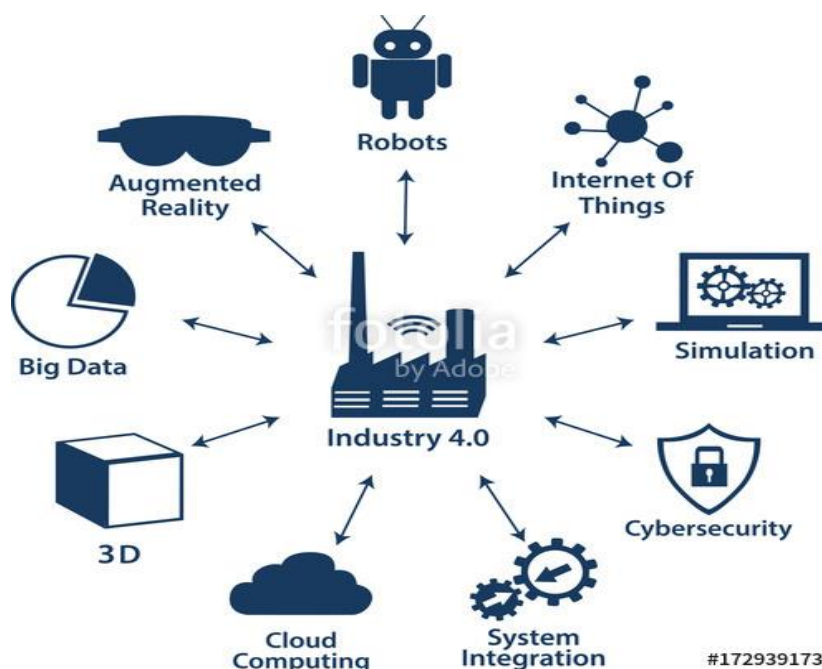 Robots
Augmented
Reality
Internet Of
Things
Big Data
fotolia
by Adobe
Simulation
Industry 4.0
3D
Cybersecurity
Cloud
Computing
System
Integration
#172939173